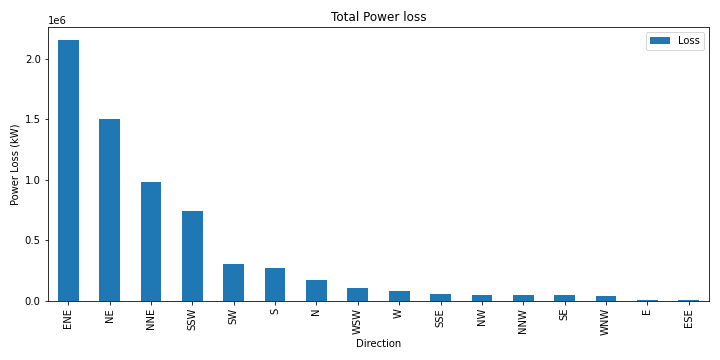 Total Power loss
1e6
Loss
2.0
1.5
1.0
0.5
0.0
Power Loss (kW)
ENE NE NNE SSW SW S N WSW W SSE NW NNW SE WNW E ESE
Direction